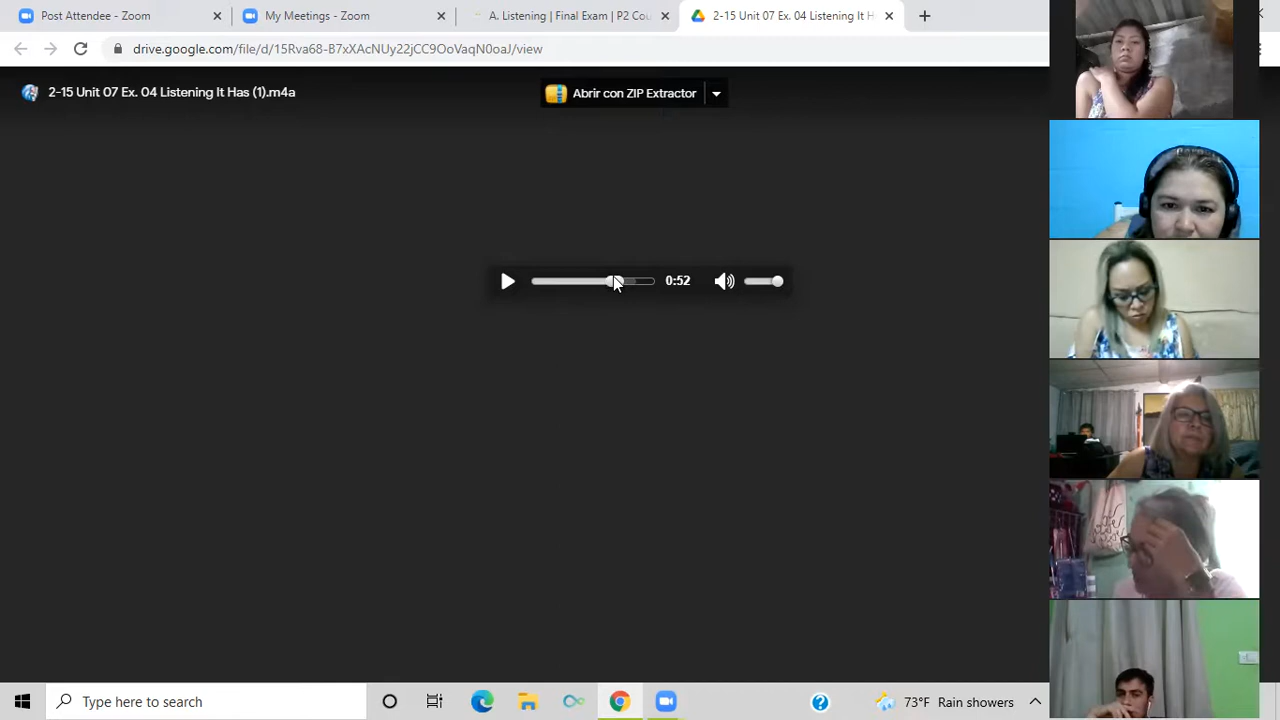 Post Attendee - Zoom
My Meetings - Zoom
A. Listening | Final Exam | P2 Cou
2-15 Unit 07 Ex. 04 Listening It H
drive.google.com/file/d/15Rva68-B7xXAcNUy22jCC9OoVaqN0oaJ/view
2-15 Unit 07 Ex. 04 Listening It Has (1).m4a
Abrir con ZIP Extractor
0:52
Type here to search
73°F Rain showers